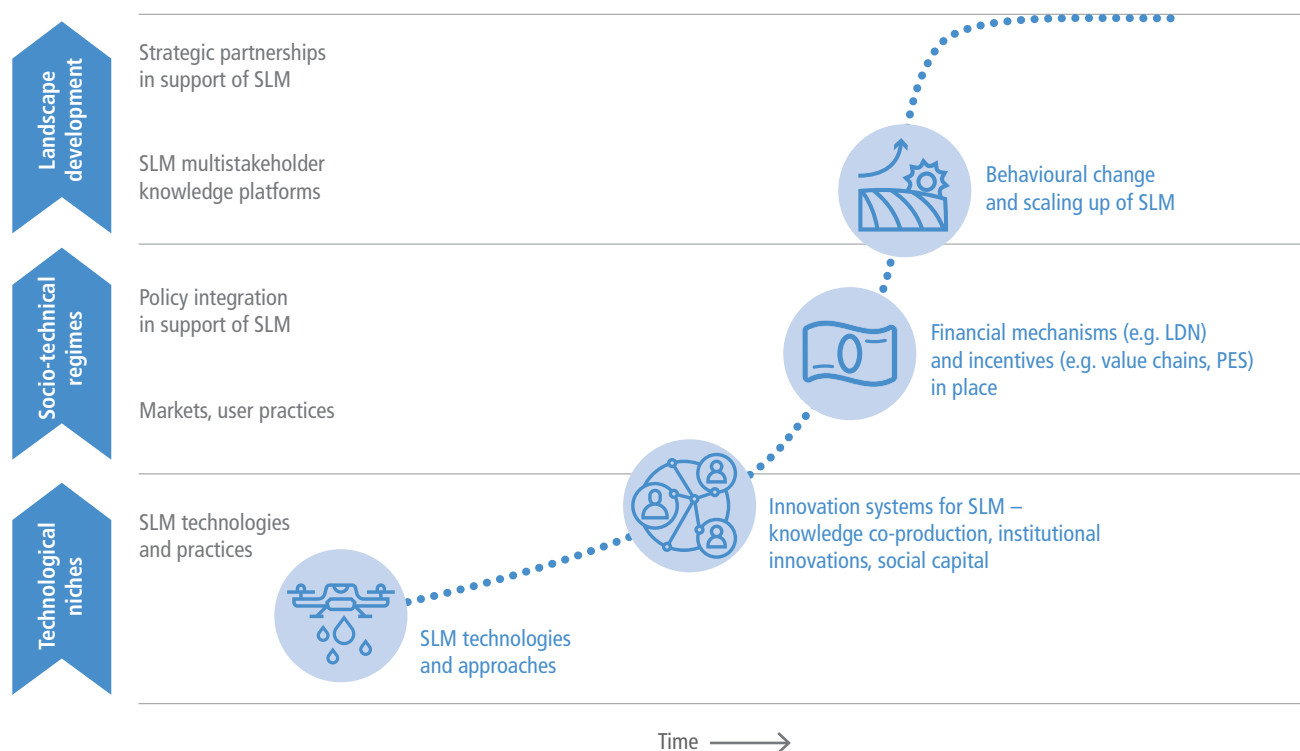 Landscape
development
Strategic partnerships
in support of SLM
SLM multistakeholder
knowledge platforms
Behavioural change
and scaling up of SLM
Socio-technical
regimes
Policy integration
in support of SLM
Markets, user practices
Financial mechanisms (e.g. LDN)
and incentives (e.g. value chains, PES)
in place
Technological
niches
SLM technologies
and practices
Innovation systems for SLM –
knowledge co-production, institutional
innovations, social capital
SLM technologies
and approaches
Time